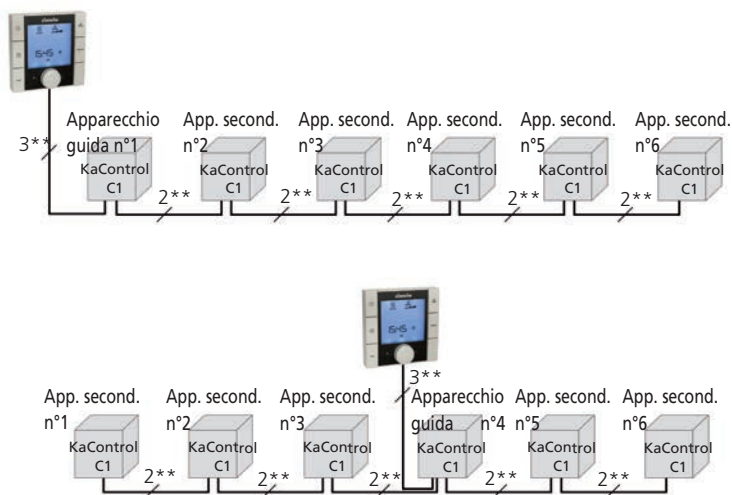 Apparecchio guida n°1
App. second. n°2
App. second. n°3
App. second. n°4
App. second. n°5
App. second. n°6
3**
KaControl C1
KaControl C1
KaControl C1
KaControl C1
KaControl C1
KaControl C1
2**
2**
2**
2**
2**
3**
App. second. n°1
App. second. n°2
App. second. n°3
Apparecchio guida n°4
App. second. n°5
App. second. n°6
KaControl C1
KaControl C1
KaControl C1
KaControl C1
KaControl C1
KaControl C1
2**
2**
2**
2**
2**